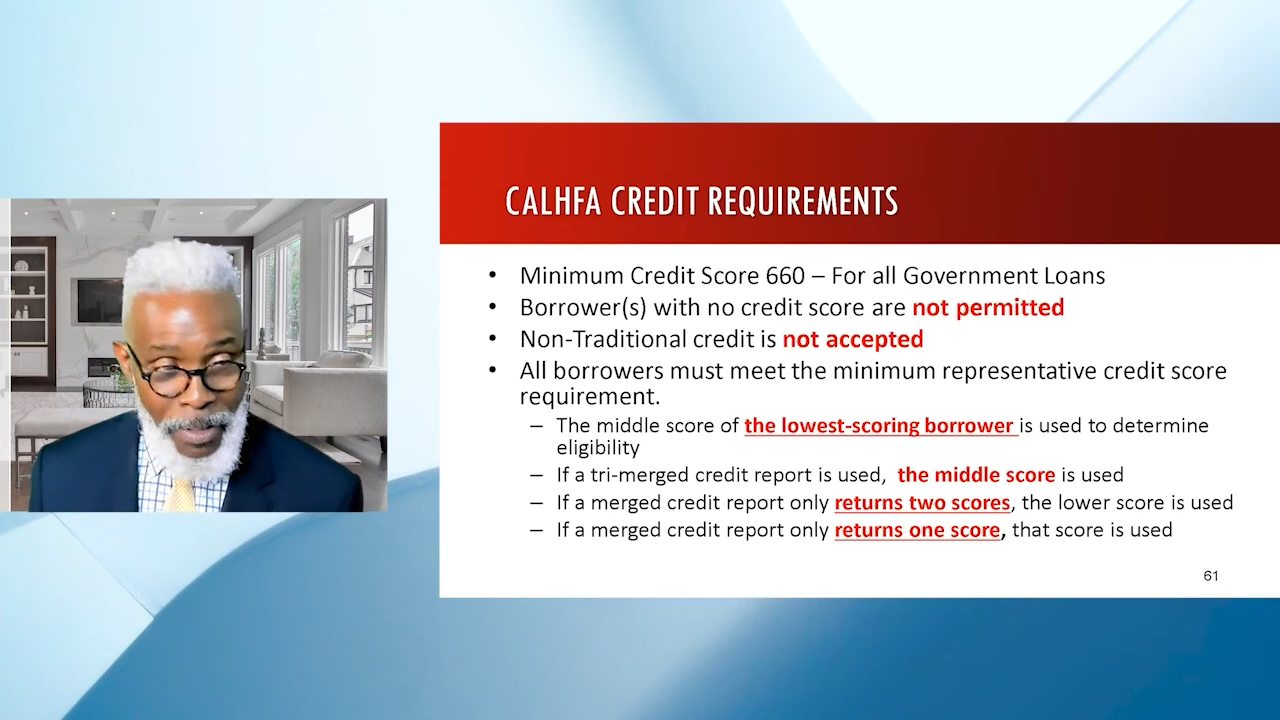 CALHFA CREDIT REQUIREMENTS
• Minimum Credit Score 660 – For all Government Loans
• Borrower(s) with no credit score are not permitted
• Non-Traditional credit is not accepted
• All borrowers must meet the minimum representative credit score
requirement.
– The middle score of the lowest-scoring borrower is used to determine
eligibility
– If a tri-merged credit report is used, the middle score is used
– If a merged credit report only returns two scores, the lower score is used
– If a merged credit report only returns one score, that score is used
61